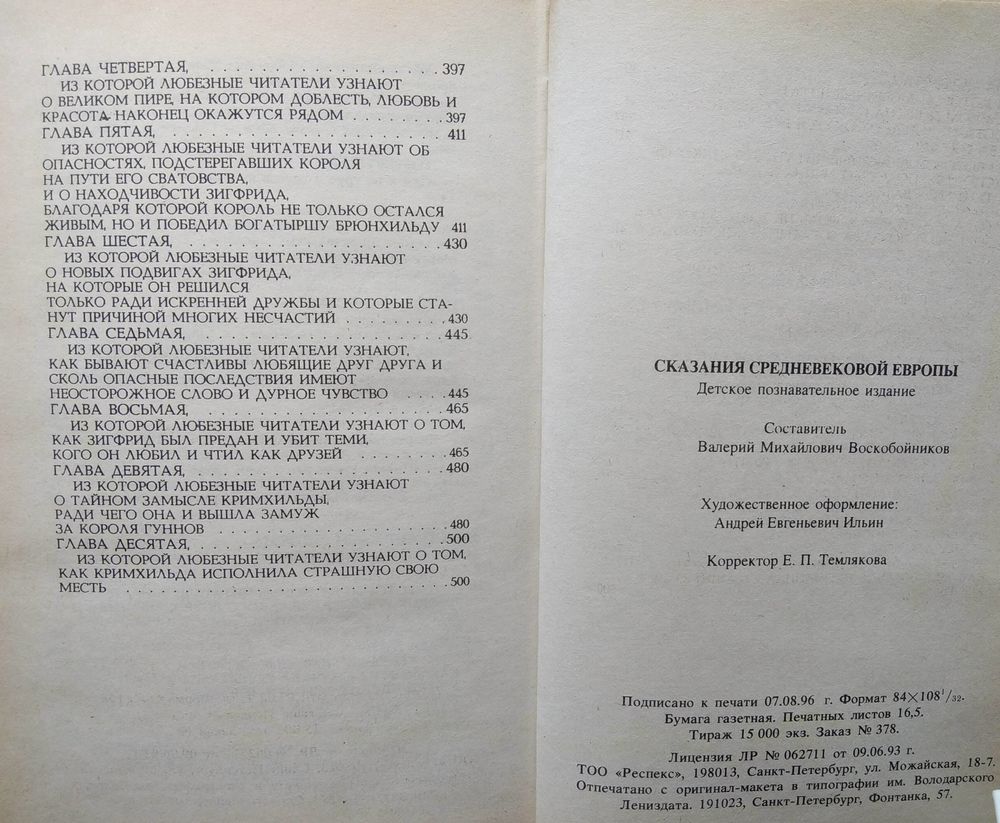 ГЛАВА ЧЕТВЕРТАЯ, . . . . . . . . . . . . . . . . . . 397
ИЗ КОТОРОЙ ЛЮБЕЗНЫЕ ЧИТАТЕЛИ УЗНАЮТ
О ВЕЛИКОМ ПИРЕ, НА КОТОРОМ ДОБЛЕСТЬ, ЛЮБОВЬ И
КРАСОТА НАКОНЕЦ ОКАЖУТСЯ РЯДОМ . . . . . . . . 397
ГЛАВА ПЯТАЯ, . . . . . . . . . . . . . . . . . . . . 411
ИЗ КОТОРОЙ ЛЮБЕЗНЫЕ ЧИТАТЕЛИ УЗНАЮТ ОБ
ОПАСНОСТЯХ, ПОДСТЕРЕГАВШИХ КОРОЛЯ
НА ПУТИ ЕГО СВАТОВСТВА,
И О НАХОДЧИВОСТИ ЗИГФРИДА,
БЛАГОДАРЯ КОТОРОЙ КОРОЛЬ НЕ ТОЛЬКО ОСТАЛСЯ
ЖИВЫМ, НО И ПОБЕДИЛ БОГАТЫРШУ БРЮНХИЛЬДУ 411
ГЛАВА ШЕСТАЯ, . . . . . . . . . . . . . . . . . . . 430
ИЗ КОТОРОЙ ЛЮБЕЗНЫЕ ЧИТАТЕЛИ УЗНАЮТ
О НОВЫХ ПОДВИГАХ ЗИГФРИДА,
НА КОТОРЫЕ ОН РЕШИЛСЯ
ТОЛЬКО РАДИ ИСКРЕННЕЙ ДРУЖБЫ И КОТОРЫЕ СТА-
НУТ ПРИЧИНОЙ МНОГИХ НЕСЧАСТИЙ . . . . . . . . 430
ГЛАВА СЕДЬМАЯ, . . . . . . . . . . . . . . . . . . 445
ИЗ КОТОРОЙ ЛЮБЕЗНЫЕ ЧИТАТЕЛИ УЗНАЮТ,
КАК БЫВАЮТ СЧАСТЛИВЫ ЛЮБЯЩИЕ ДРУГ ДРУГА И
СКОЛЬ ОПАСНЫЕ ПОСЛЕДСТВИЯ ИМЕЮТ
НЕОСТОРОЖНОЕ СЛОВО И ДУРНОЕ ЧУВСТВО . . . . 445
ГЛАВА ВОСЬМАЯ, . . . . . . . . . . . . . . . . . . 465
ИЗ КОТОРОЙ ЛЮБЕЗНЫЕ ЧИТАТЕЛИ УЗНАЮТ О ТОМ,
КАК ЗИГФРИД БЫЛ ПРЕДАН И УБИТ ТЕМИ,
КОГО ОН ЛЮБИЛ И ЧТИЛ КАК ДРУЗЕЙ . . . . . . . . 465
ГЛАВА ДЕВЯТАЯ, . . . . . . . . . . . . . . . . . . 480
ИЗ КОТОРОЙ ЛЮБЕЗНЫЕ ЧИТАТЕЛИ УЗНАЮТ
О ТАЙНОМ ЗАМЫСЛЕ КРИМХИЛЬДЫ,
РАДИ ЧЕГО ОНА И ВЫШЛА ЗАМУЖ
ЗА КОРОЛЯ ГУННОВ . . . . . . . . . . . . . . . . . 480
ГЛАВА ДЕСЯТАЯ, . . . . . . . . . . . . . . . . . . 500
ИЗ КОТОРОЙ ЛЮБЕЗНЫЕ ЧИТАТЕЛИ УЗНАЮТ О ТОМ,
КАК КРИМХИЛЬДА ИСПОЛНИЛА СТРАШНУЮ СВОЮ
МЕСТЬ . . . . . . . . . . . . . . . . . . . . . . . 500
СКАЗАНИЯ СРЕДНЕВЕКОВОЙ ЕВРОПЫ
Детское познавательное издание
Составитель
Валерий Михайлович Воскобойников
Художественное оформление:
Андрей Евгеньевич Ильин
Корректор Е. П. Темлякова
Подписано к печати 07.08.96 г. Формат 84×108¹/₃₂.
Бумага газетная. Печатных листов 16,5.
Тираж 15 000 экз. Заказ № 378.
Лицензия ЛР № 062711 от 09.06.93 г.
ТОО «Респекс», 198013, Санкт-Петербург, ул. Можайская, 18-7.
Отпечатано с оригинал-макета в типографии им. Володарского
Лениздата. 191023, Санкт-Петербург, Фонтанка, 57.